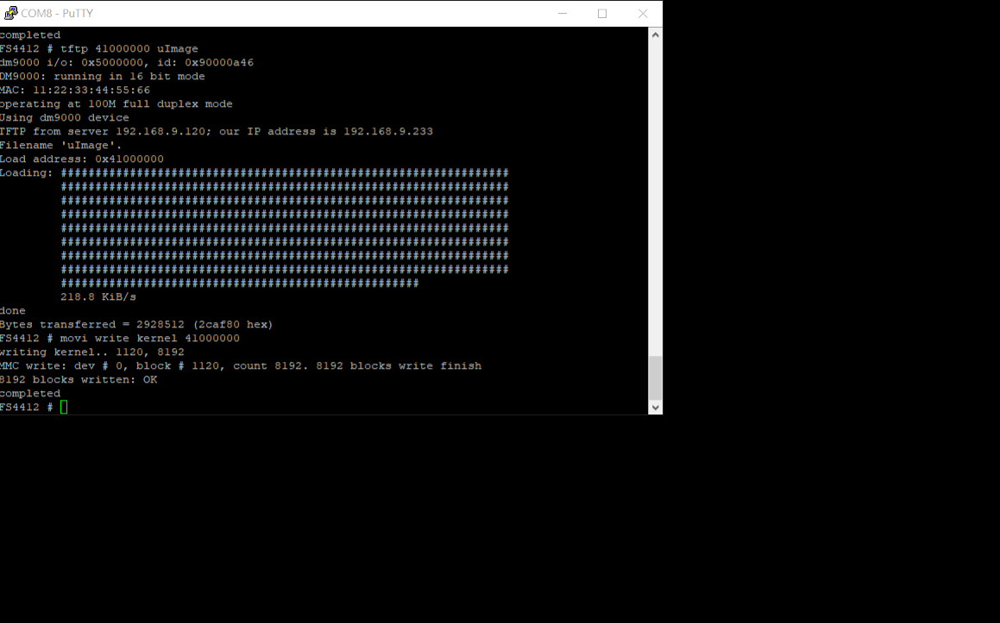 COM8 - PuTTY
completed
FS4412 # tftp 41000000 uImage
dm9000 i/o: 0x5000000, id: 0x90000a46
DM9000: running in 16 bit mode
MAC: 11:22:33:44:55:66
operating at 100M full duplex mode
Using dm9000 device
TFTP from server 192.168.9.120; our IP address is 192.168.9.233
Filename 'uImage'.
Load address: 0x41000000
Loading: #################################################################
#################################################################
#################################################################
#################################################################
#################################################################
#################################################################
#################################################################
#################################################################
####################################################
218.8 KiB/s
done
Bytes transferred = 2928512 (2caf80 hex)
FS4412 # movi write kernel 41000000
writing kernel.. 1120, 8192
MMC write: dev # 0, block # 1120, count 8192. 8192 blocks write finish
8192 blocks written: OK
completed
FS4412 #